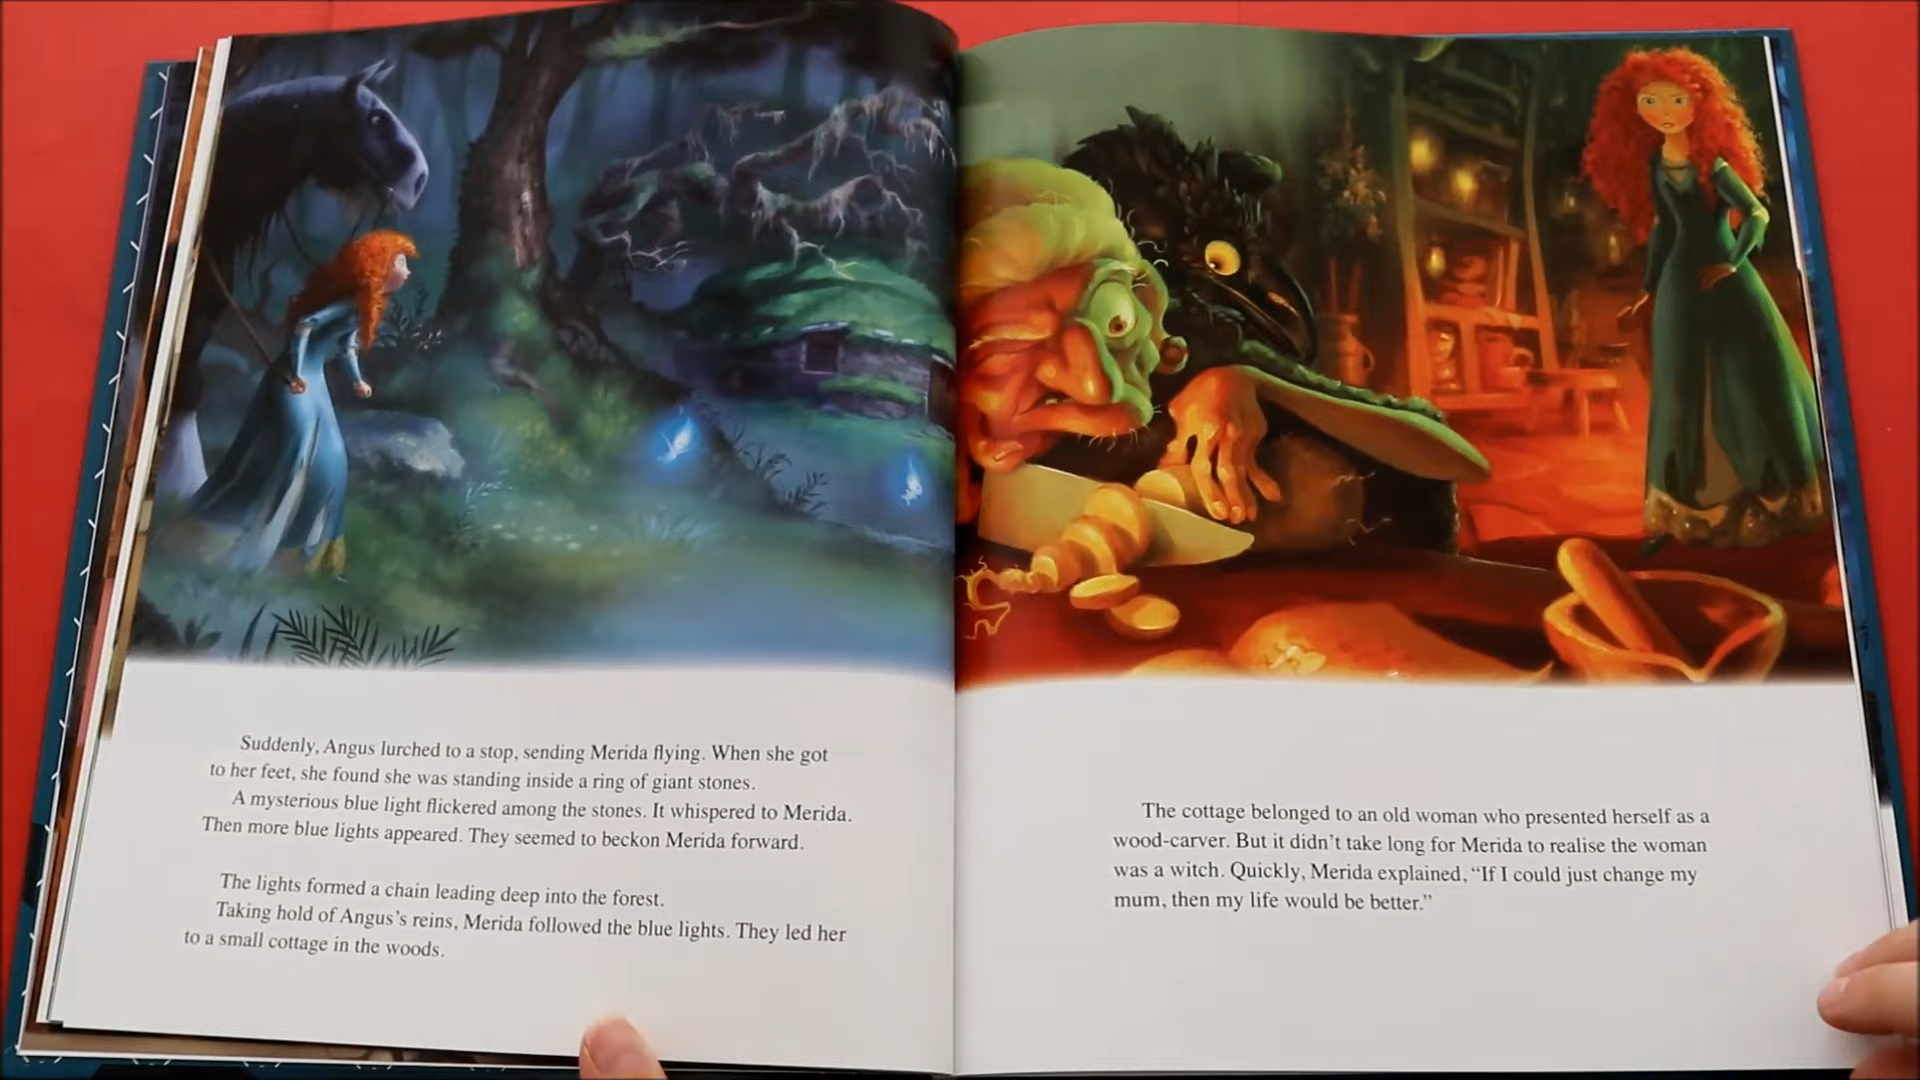 Suddenly, Angus lurched to a stop, sending Merida flying. When she got
to her feet, she found she was standing inside a ring of giant stones.
A mysterious blue light flickered among the stones. It whispered to Merida.
Then more blue lights appeared. They seemed to beckon Merida forward.
The lights formed a chain leading deep into the forest.
Taking hold of Angus's reins, Merida followed the blue lights. They led her
to a small cottage in the woods.
The cottage belonged to an old woman who presented herself as a
wood-carver. But it didn't take long for Merida to realise the woman
was a witch. Quickly, Merida explained, “If I could just change my
mum, then my life would be better.”